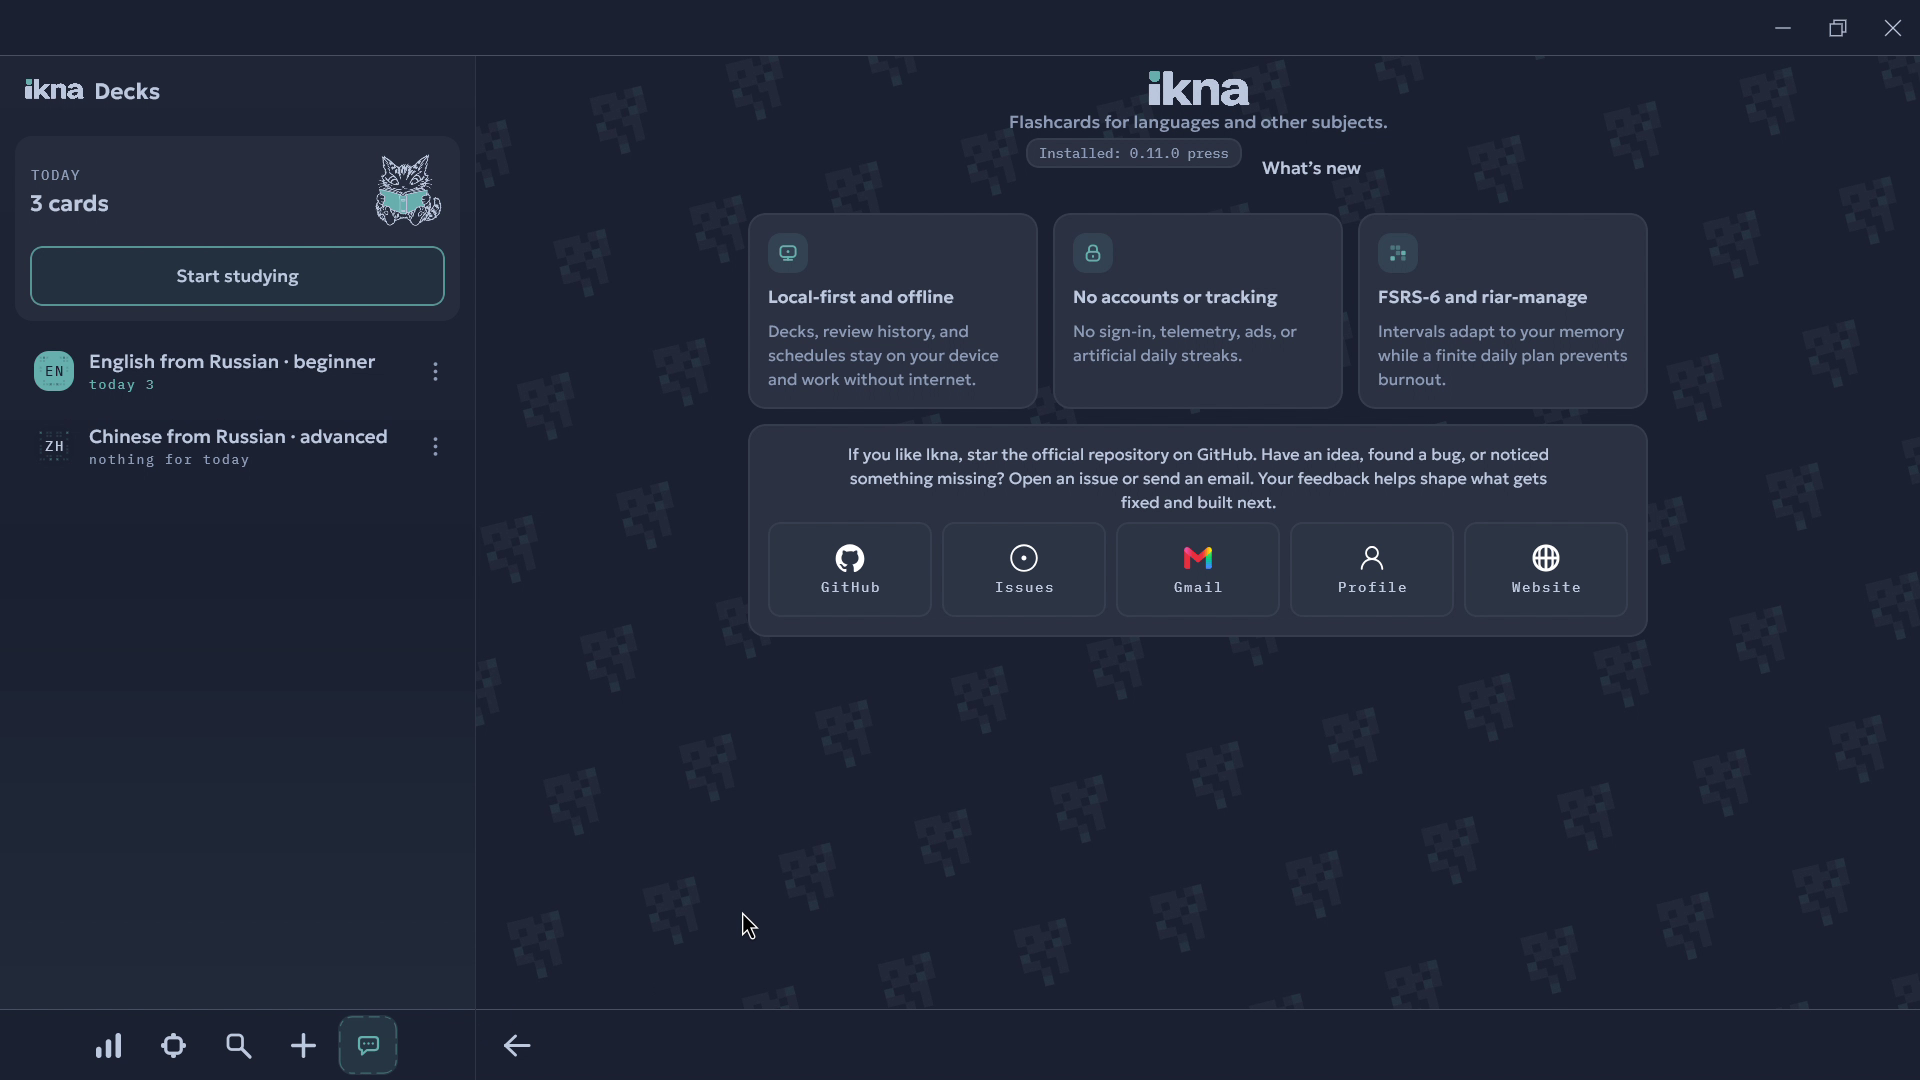 ikna Decks
TODAY
3 cards
Start studying
EN
English from Russian · beginner
today 3
ZH
Chinese from Russian · advanced
nothing for today
ikna
Flashcards for languages and other subjects.
Installed: 0.11.0 press
What’s new
Local-first and offline
Decks, review history, and
schedules stay on your device
and work without internet.
No accounts or tracking
No sign-in, telemetry, ads, or
artificial daily streaks.
FSRS-6 and riar-manage
Intervals adapt to your memory
while a finite daily plan prevents
burnout.
If you like Ikna, star the official repository on GitHub. Have an idea, found a bug, or noticed
something missing? Open an issue or send an email. Your feedback helps shape what gets
fixed and built next.
GitHub
Issues
Gmail
Profile
Website